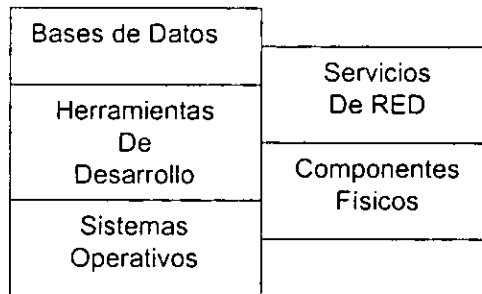 Bases de Datos
Herramientas
De
Desarrollo
Sistemas
Operativos
Servicios
De RED
Componentes
Físicos